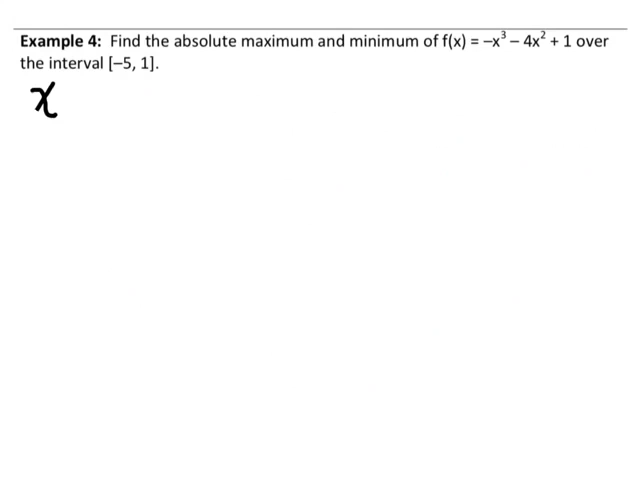 Example 4: Find the absolute maximum and minimum of f(x) = –x³ – 4x² + 1 over
the interval [–5, 1].
x